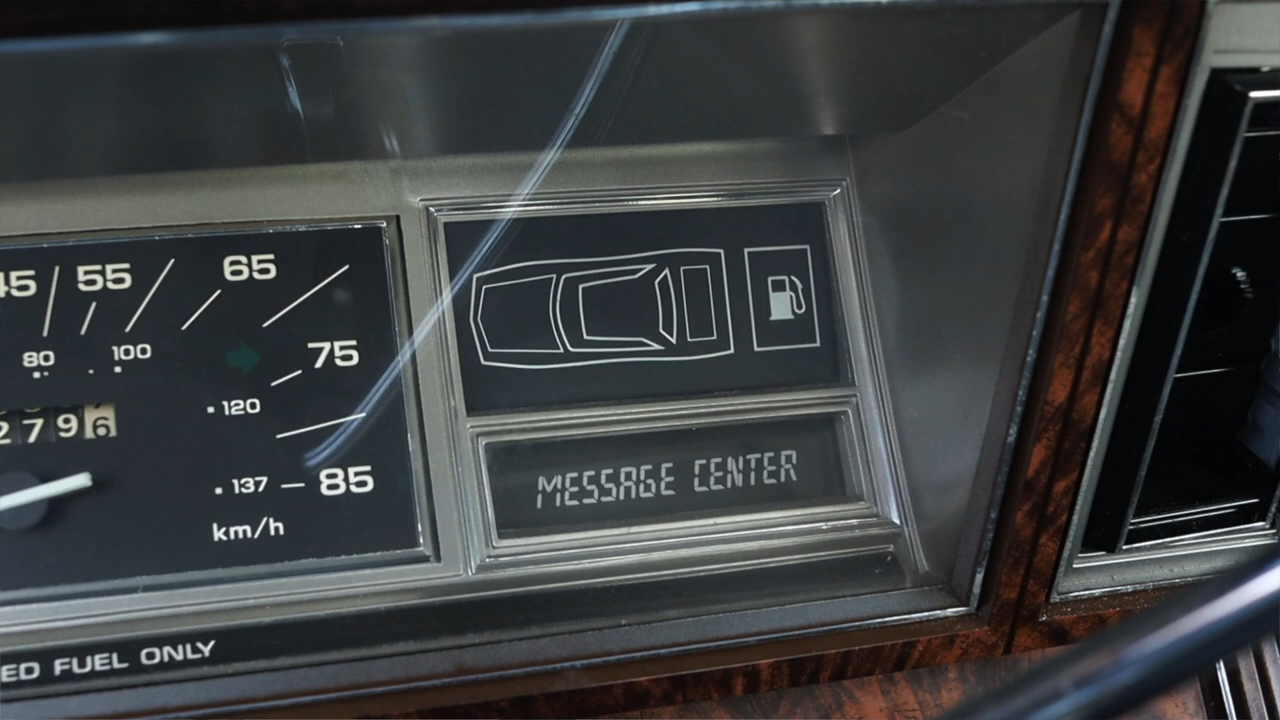 45 55 65
80 100 75
120
2796
137 85
km/h
MESSAGE CENTER
ED FUEL ONLY